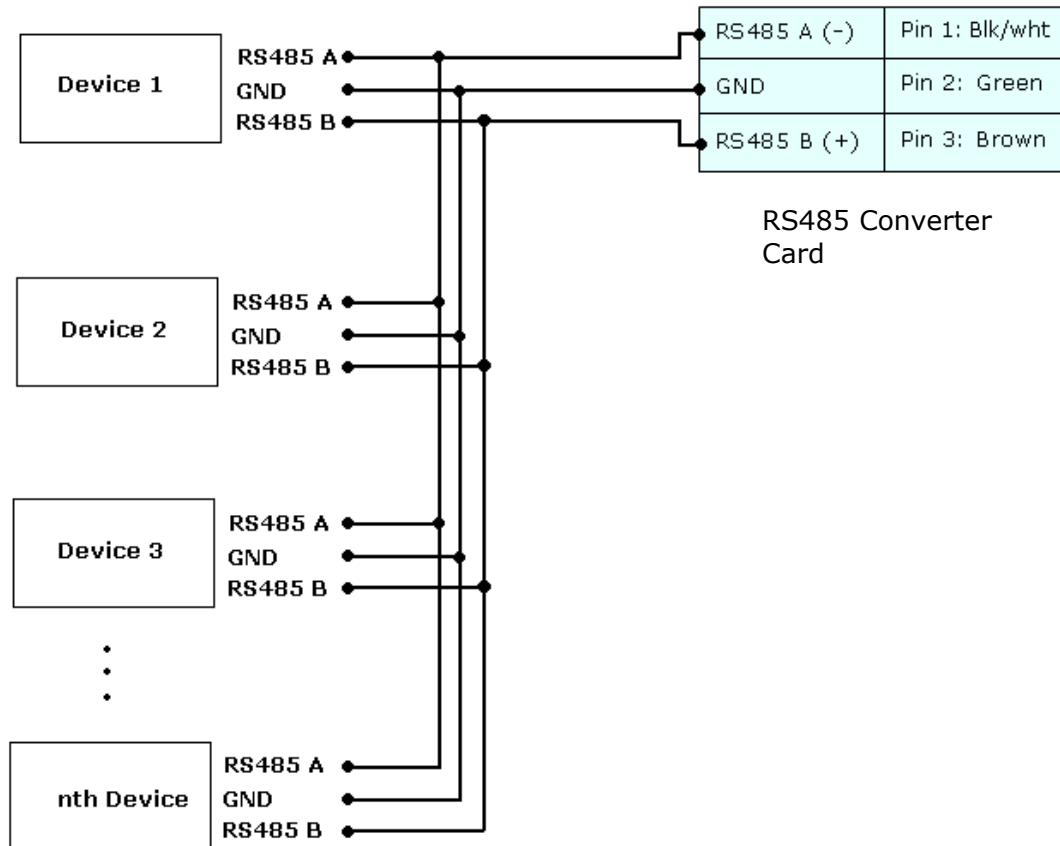 Device 1
RS485 A
GND
RS485 B
RS485 A (-)
Pin 1: Blk/wht
GND
Pin 2: Green
RS485 B (+)
Pin 3: Brown
RS485 Converter
Card
Device 2
RS485 A
GND
RS485 B
Device 3
RS485 A
GND
RS485 B
nth Device
RS485 A
GND
RS485 B